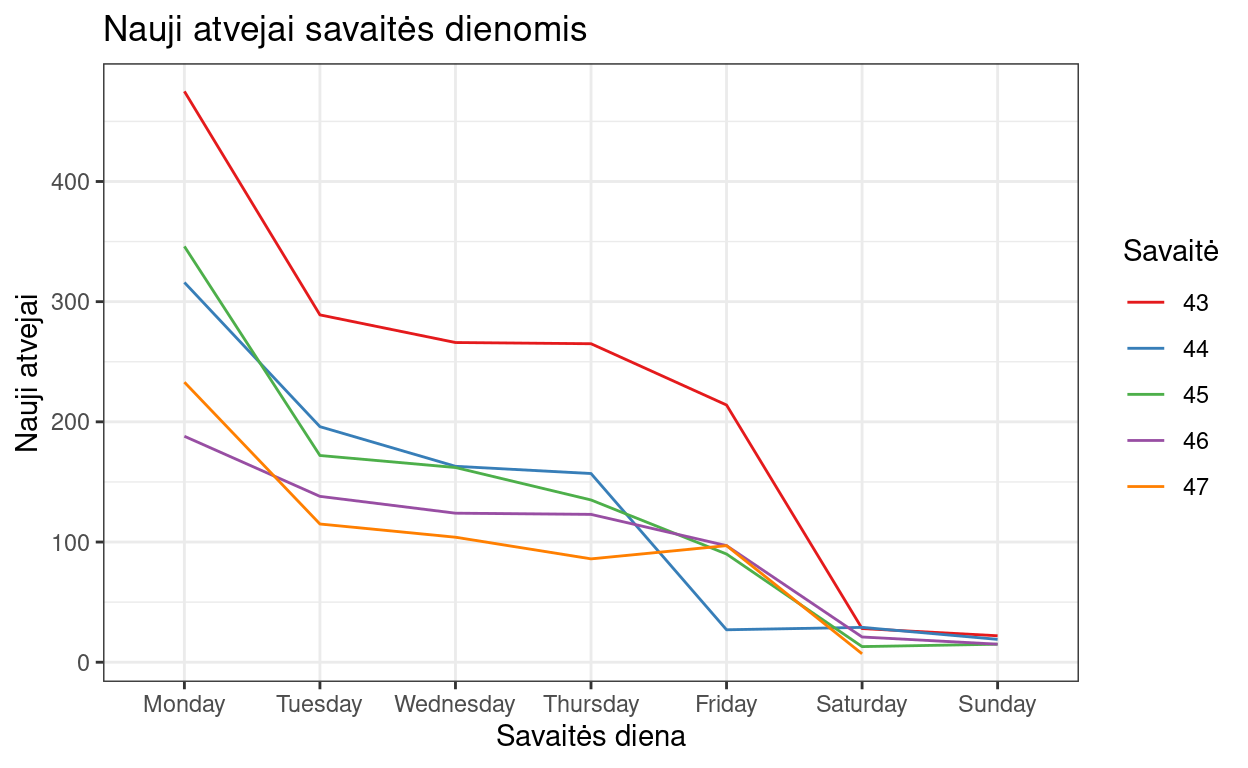 Nauji atvejai savaitės dienomis
Nauji atvejai
400
300
200
100
0
Monday Tuesday Wednesday Thursday Friday Saturday Sunday
Savaitės diena
Savaitė
43
44
45
46
47